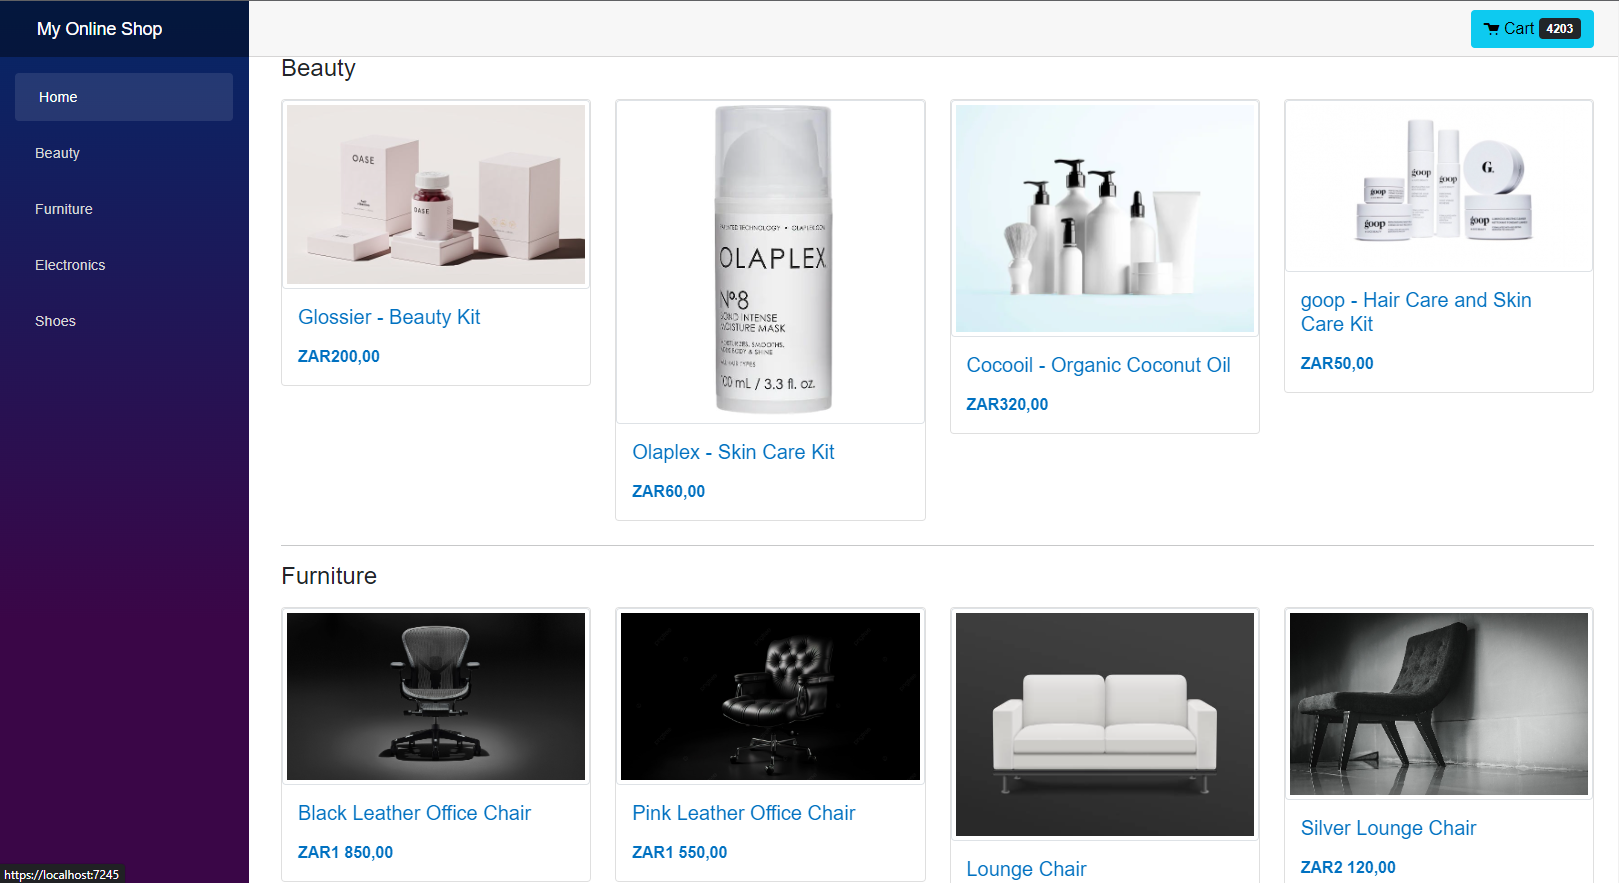 My Online Shop
Cart 4203
Home
Beauty
Furniture
Electronics
Shoes
Beauty
OASE
OASE
OLAPLEX
Nº.8
BOND INTENSE
MOISTURE MASK
100 mL / 3.3 fl. oz.
goop
goop
goop
G.
goop
goop
Glossier - Beauty Kit
ZAR200,00
Olaplex - Skin Care Kit
ZAR60,00
Cocooil - Organic Coconut Oil
ZAR320,00
goop - Hair Care and Skin
Care Kit
ZAR50,00
Furniture
Black Leather Office Chair
ZAR1 850,00
Pink Leather Office Chair
ZAR1 550,00
Lounge Chair
Silver Lounge Chair
ZAR2 120,00
https://localhost:7245